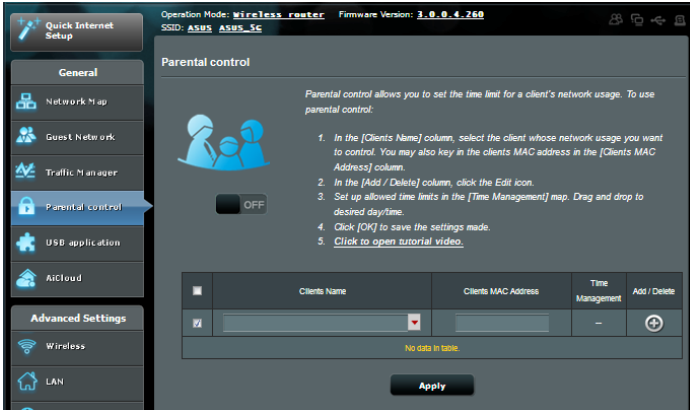 Quick Internet
Setup
Operation Mode: Wireless router Firmware Version: 3.0.0.4.260
SSID: ASUS ASUS_5G
General
Network Map
Guest Network
Traffic Manager
Parental control
USB application
AiCloud
Advanced Settings
Wireless
LAN
Parental control
Parental control allows you to set the time limit for a client's network usage. To use
parental control:
1. In the [Clients Name] column, select the client whose network usage you want
to control. You may also key in the clients MAC address in the [Clients MAC
Address] column.
2. In the [Add / Delete] column, click the Edit icon.
3. Set up allowed time limits in the [Time Management] map. Drag and drop to
desired day/time.
4. Click [OK] to save the settings made.
5. Click to open tutorial video.
OFF
Clients Name Clients MAC Address Time Management Add / Delete
–
No data in table.
Apply